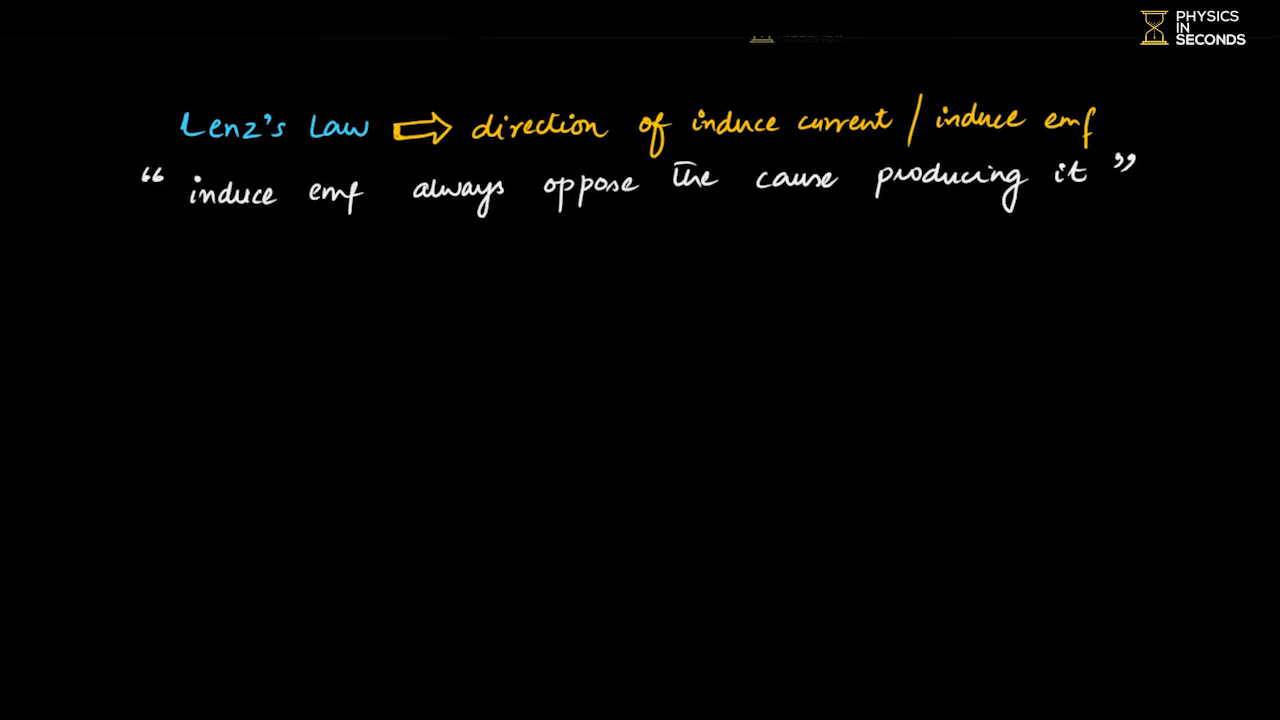 PHYSICS
IN
SECONDS
Lenz's Law ⇒ direction of induce current / induce emf
“ induce emf always oppose the cause producing it ”